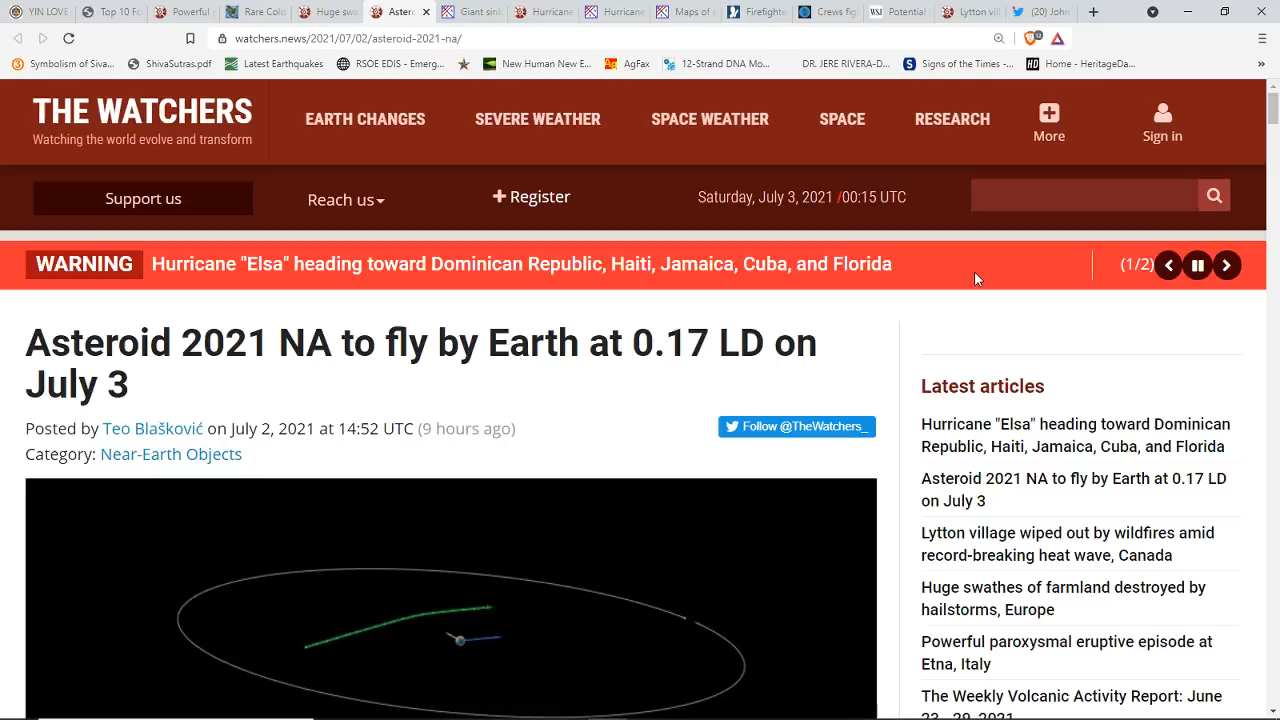 YIN LOVE
Top 10 Fo
Powerful
Rare Colo
Huge swa
Astero
Giant sink
Hurricane
Hurricane
Maps of
Firefighte
Crews fig
Potential
Lytton vill
(20) John
watchers.news/2021/07/02/asteroid-2021-na/
Symbolism of Siva...
ShivaSutras.pdf
Latest Earthquakes
RSOE EDIS - Emerg...
New Human New E...
AgFax
12-Strand DNA Mo...
DR. JERE RIVERA-D...
Signs of the Times -...
Home - HeritageDa...
»
THE WATCHERS
Watching the world evolve and transform
EARTH CHANGES
SEVERE WEATHER
SPACE WEATHER
SPACE
RESEARCH
More
Sign in
Support us
Reach us
Register
Saturday, July 3, 2021 /00:15 UTC
WARNING Hurricane "Elsa" heading toward Dominican Republic, Haiti, Jamaica, Cuba, and Florida
(1/2)
Asteroid 2021 NA to fly by Earth at 0.17 LD on
July 3
Posted by Teo Blašković on July 2, 2021 at 14:52 UTC (9 hours ago)
Follow @TheWatchers_
Category: Near-Earth Objects
Latest articles
Hurricane "Elsa" heading toward Dominican
Republic, Haiti, Jamaica, Cuba, and Florida
Asteroid 2021 NA to fly by Earth at 0.17 LD
on July 3
Lytton village wiped out by wildfires amid
record-breaking heat wave, Canada
Huge swathes of farmland destroyed by
hailstorms, Europe
Powerful paroxysmal eruptive episode at
Etna, Italy
The Weekly Volcanic Activity Report: June
23 - 29, 2021